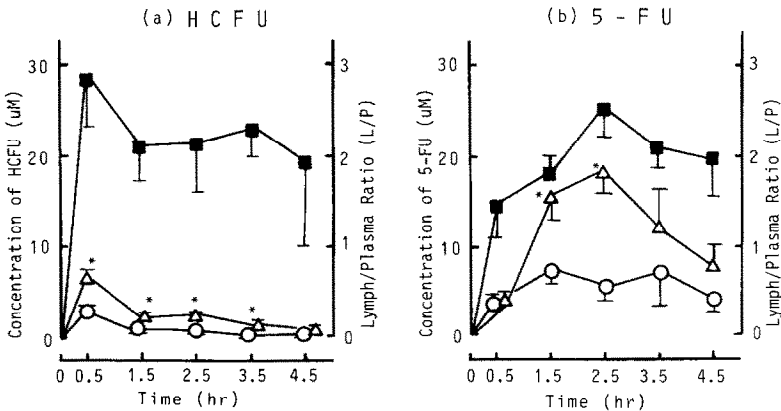 (a) HCFU
Concentration of HCFU (uM)
30
20
10
0
Lymph/Plasma Ratio (L/P)
3
2
1
0
*
*
*
*
0 0.5 1.5 2.5 3.5 4.5
Time (hr)
(b) 5-FU
Concentration of 5-FU (uM)
30
20
10
0
Lymph/Plasma Ratio (L/P)
3
2
1
0
*
*
0 0.5 1.5 2.5 3.5 4.5
Time (hr)